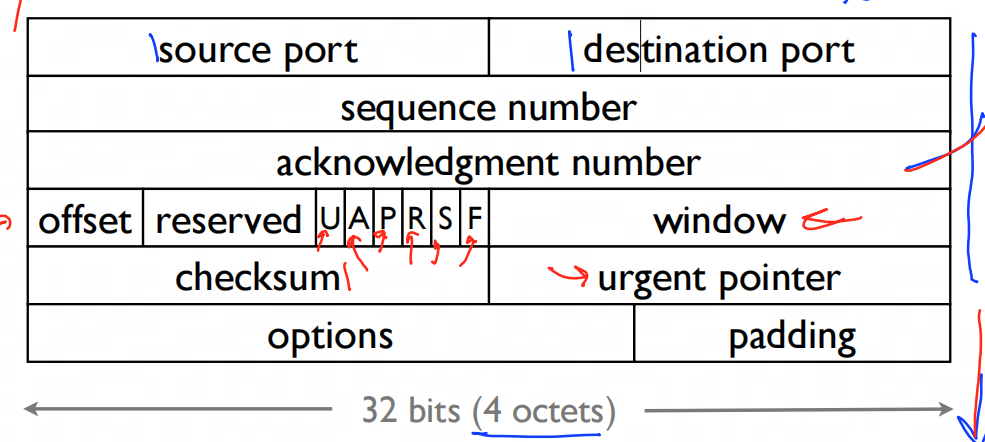 source port destination port
sequence number
acknowledgment number
offset reserved U A P R S F window
checksum urgent pointer
options padding
32 bits (4 octets)